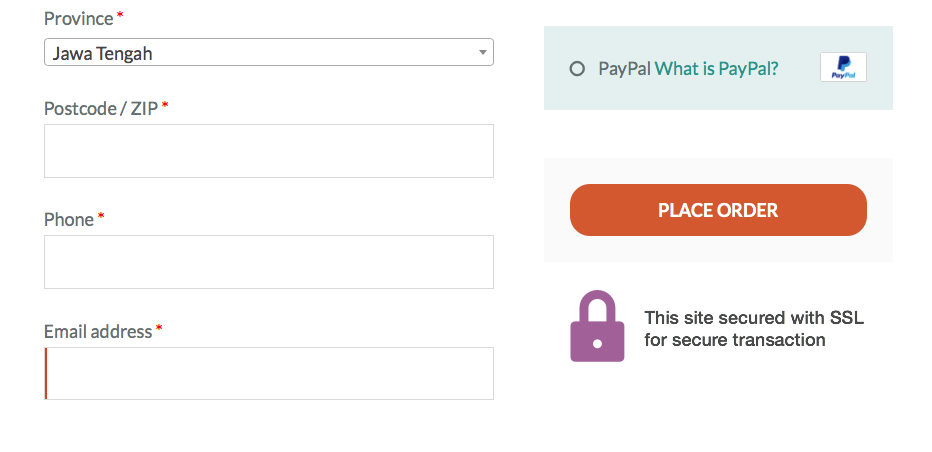 Province *
Jawa Tengah
Postcode / ZIP *
Phone *
Email address *
PayPal What is PayPal?
PayPal
PLACE ORDER
This site secured with SSL
for secure transaction